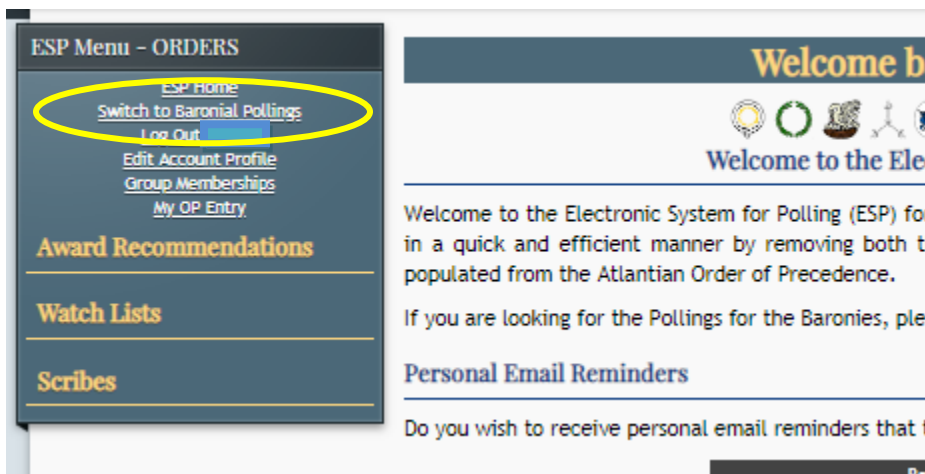 ESP Menu - ORDERS
ESP Home
Switch to Baronial Pollings
Log Out
Edit Account Profile
Group Memberships
My OP Entry
Award Recommendations
Watch Lists
Scribes
Welcome b
Welcome to the Elec
Welcome to the Electronic System for Polling (ESP) for
in a quick and efficient manner by removing both t
populated from the Atlantian Order of Precedence.
If you are looking for the Pollings for the Baronies, ple
Personal Email Reminders
Do you wish to receive personal email reminders that t